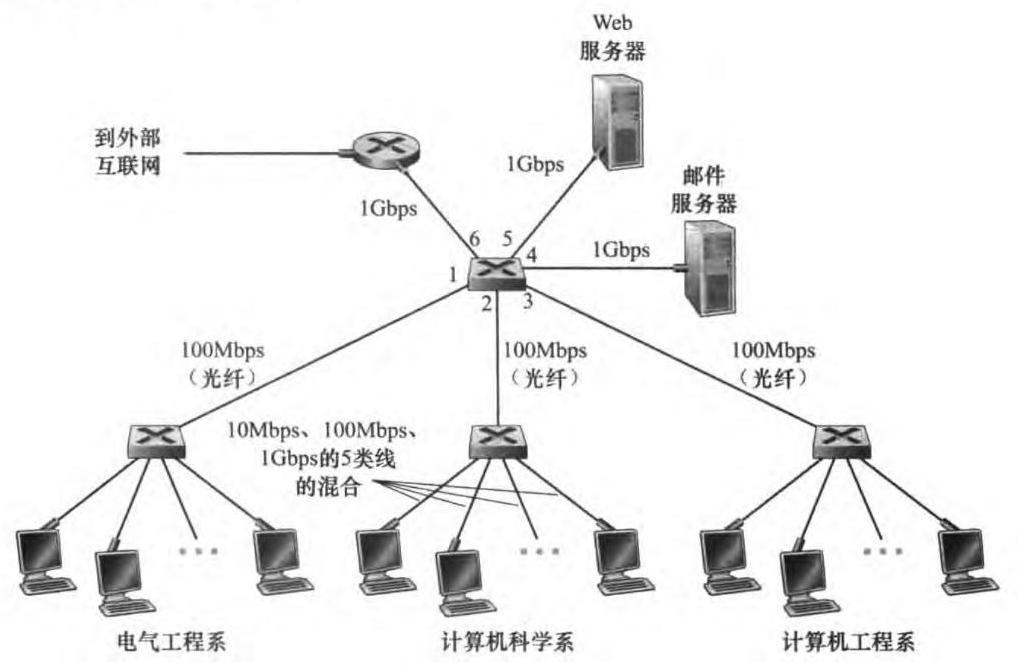 Web
服务器
到外部
互联网
1Gbps
邮件
服务器
1Gbps
1Gbps
6
5
4
1
2
3
100Mbps
（光纤）
100Mbps
（光纤）
100Mbps
（光纤）
10Mbps、100Mbps、
1Gbps的5类线
的混合
电气工程系
计算机科学系
计算机工程系